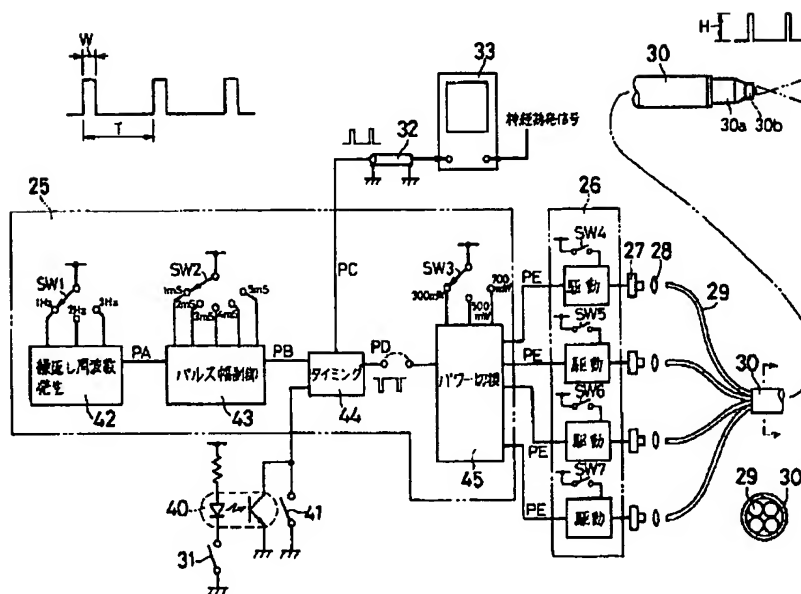 W
T
H
30
30a
30b
33
32
神経誘発信号
25
PC
26
SW1
1Hz
2Hz
3Hz
SW2
1mS
2mS
3mS
4mS
5mS
SW3
300mW
500mW
700mW
PE
SW4
駆動
27
28
29
繰返し周波数発生
42
PA
パルス幅制御
43
PB
タイミング
44
PD
パワー切換
45
PE
SW5
駆動
30
PE
SW6
駆動
PE
SW7
駆動
29
30
40
41
31